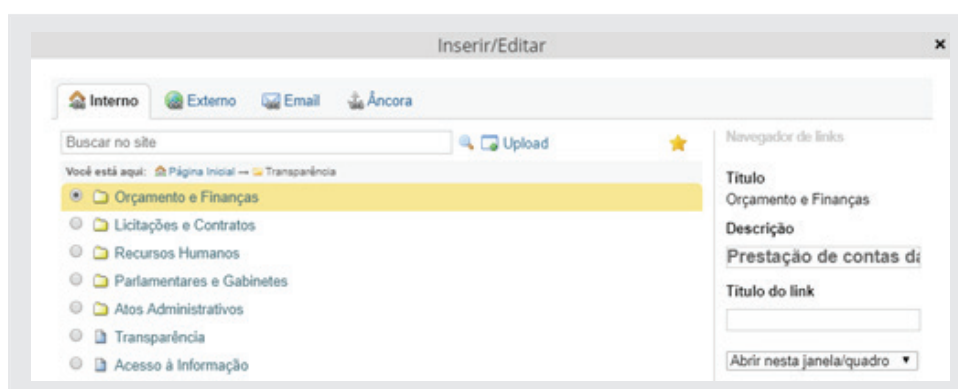 Inserir/Editar
Interno Externo Email Âncora
Buscar no site Upload
Você está aqui: Página Inicial → Transparência
Orçamento e Finanças
Licitações e Contratos
Recursos Humanos
Parlamentares e Gabinetes
Atos Administrativos
Transparência
Acesso à Informação
Navegador de links
Título
Orçamento e Finanças
Descrição
Prestação de contas da
Título do link
Abrir nesta janela/quadro